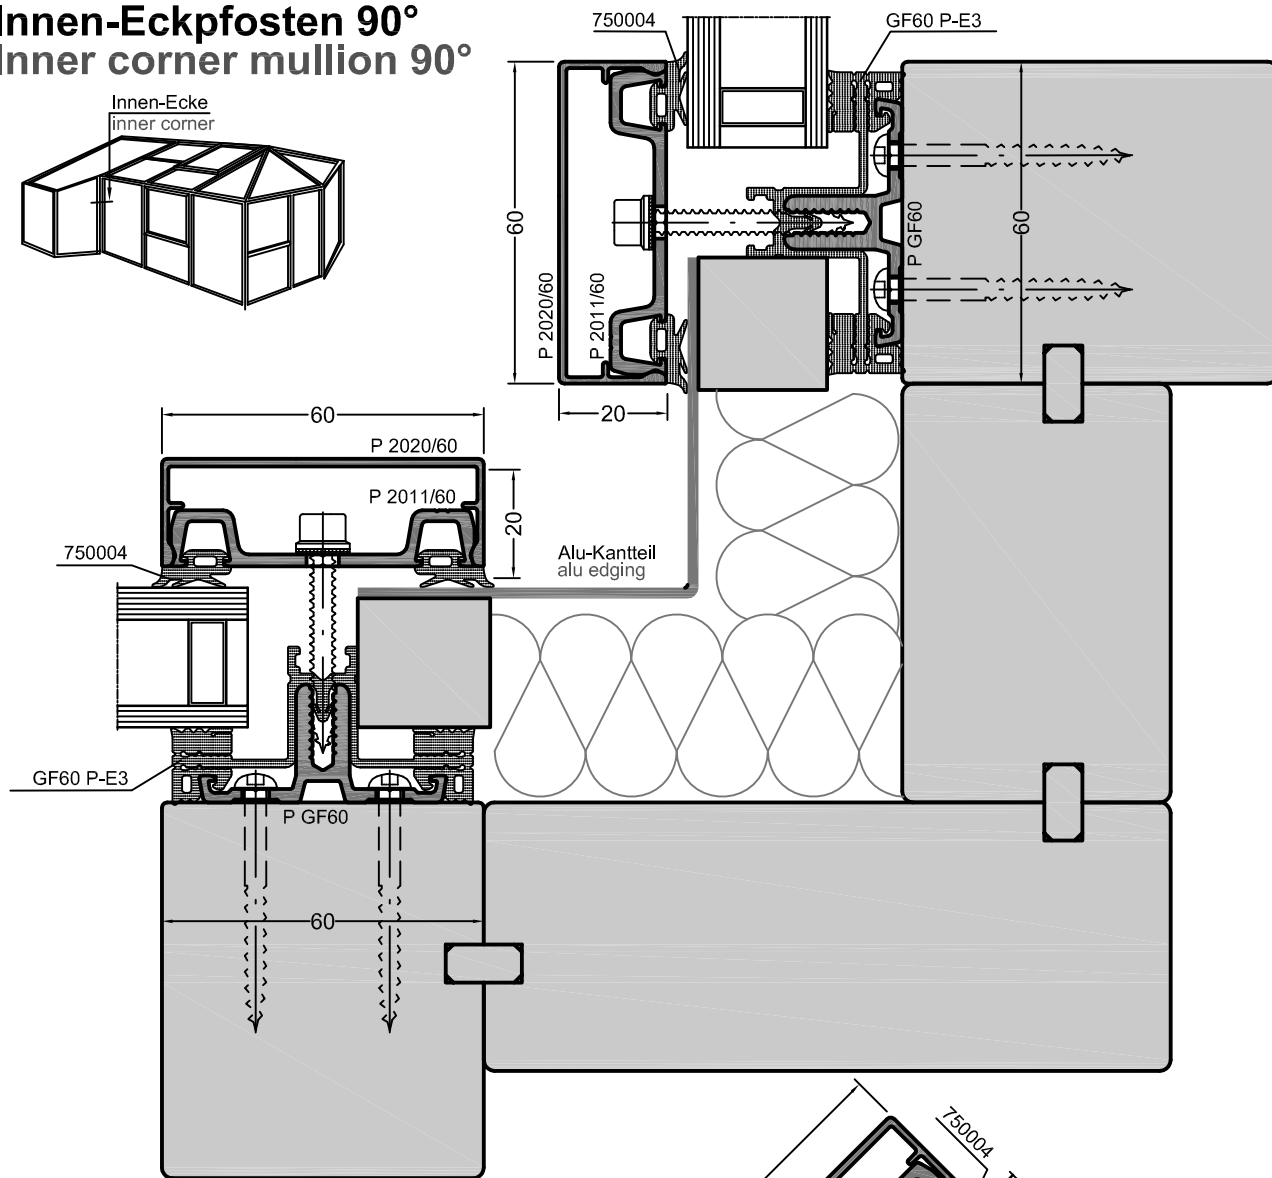 Innen-Eckpfosten 90°
Inner corner mullion 90°
Innen-Ecke
inner corner
750004
GF60 P-E3
60
P 2020/60
P 2011/60
P GF60
60
20
60
P 2020/60
P 2011/60
20
750004
Alu-Kantteil
alu edging
GF60 P-E3
P GF60
60
750004